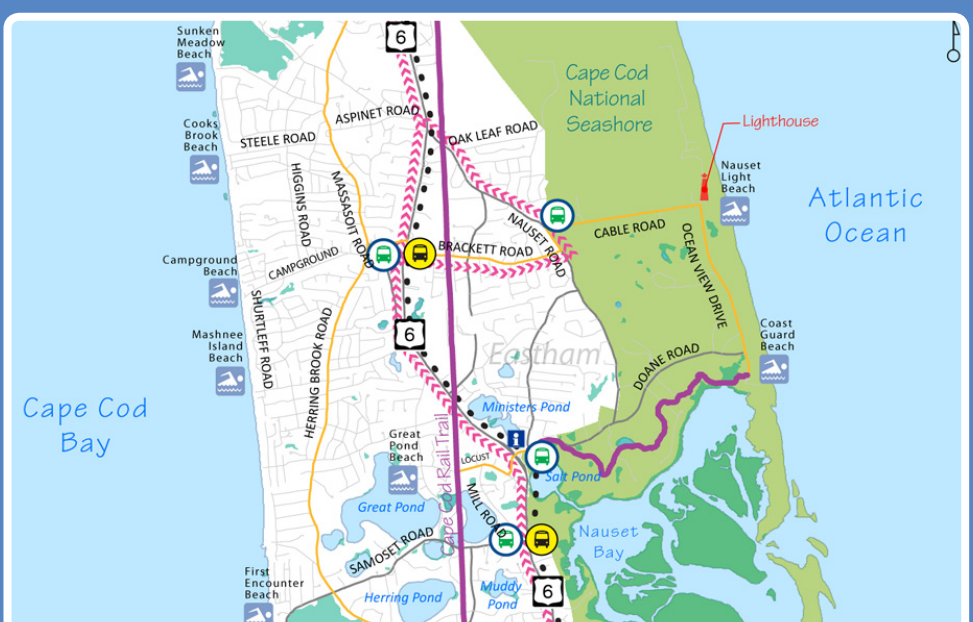 Sunken
Meadow
Beach
6
Cape Cod
National
Seashore
ASPINET ROAD
Lighthouse
Cooks
Brook
Beach
STEELE ROAD
OAK LEAF ROAD
Nauset
Light
Beach
HIGGINS ROAD
MASSASOIT ROAD
Atlantic
Ocean
NAUSET ROAD
CABLE ROAD
OCEAN VIEW DRIVE
BRACKETT ROAD
CAMPGROUND
Campground
Beach
SHURTLEFF ROAD
HERRING BROOK ROAD
6
Mashnee
Island
Beach
Coast
Guard
Beach
Eastham
DOANE ROAD
Cape Cod
Bay
Ministers Pond
Great
Pond
Beach
Cape Cod Rail Trail
i
LOCUST
Salt Pond
MILL ROAD
Great Pond
Nauset
Bay
SAMOSET ROAD
First
Encounter
Beach
Herring Pond
Muddy
Pond
6